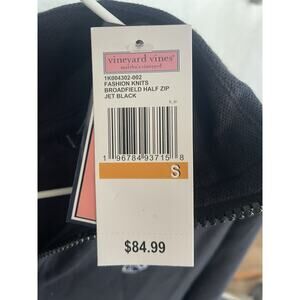 vineyard vines
martha's vineyard
1K004302-002
FASHION KNITS
BROADFIELD HALF ZIP
JET BLACK
1 96784 93715 8
S
$84.99